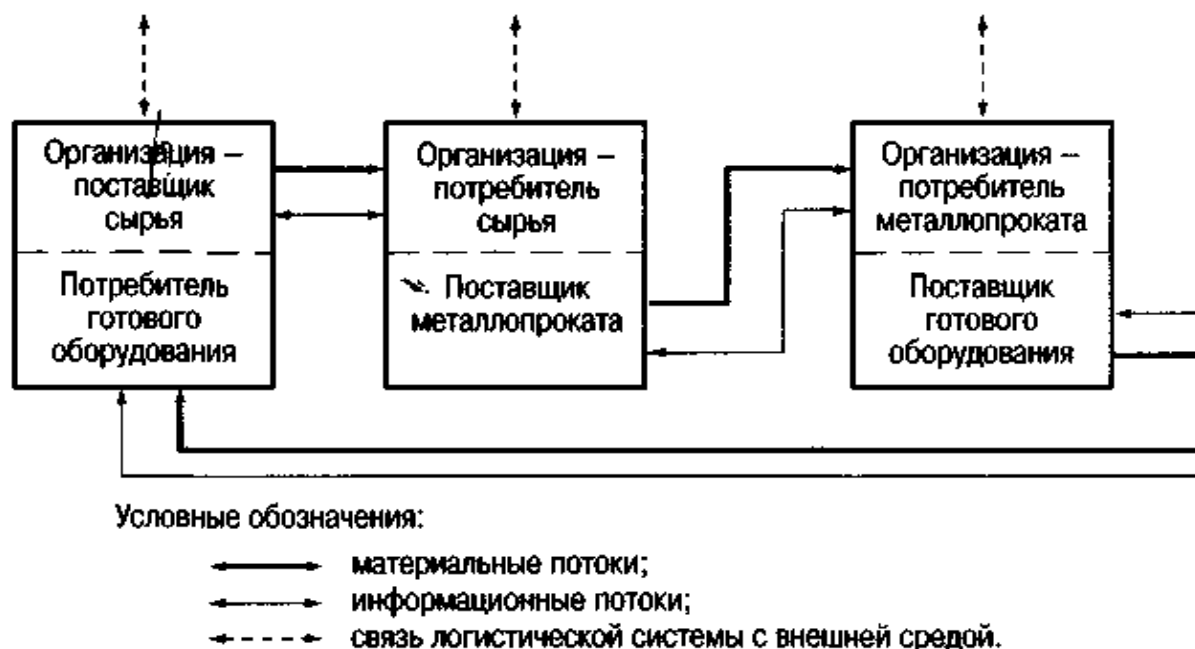 Организация –
поставщик
сырья
Потребитель
готового
оборудования
Организация –
потребитель
сырья
Поставщик
металлопроката
Организация –
потребитель
металлопроката
Поставщик
готового
оборудования
Условные обозначения:
материальные потоки;
информационные потоки;
связь логистической системы с внешней средой.